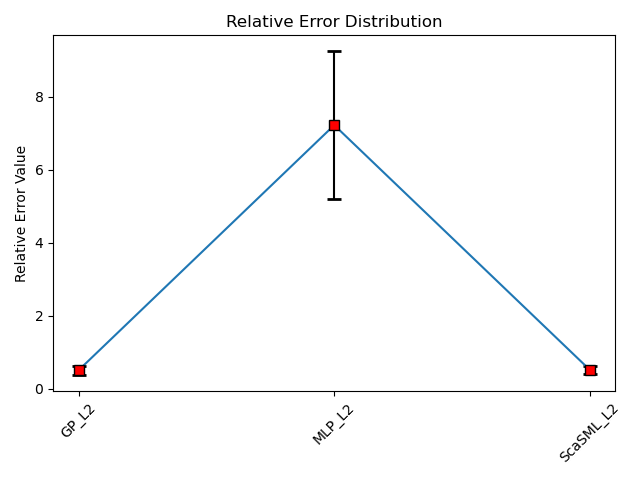 Relative Error Distribution
Relative Error Value
8
6
4
2
0
GP_L2
MLP_L2
ScaSML_L2